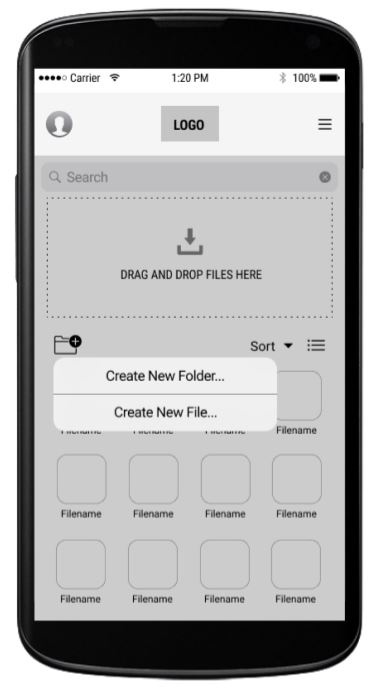 Carrier 1:20 PM 100%
LOGO
Search
DRAG AND DROP FILES HERE
Sort
Create New Folder...
Create New File...
Filename Filename Filename Filename
Filename Filename Filename Filename
Filename Filename Filename Filename